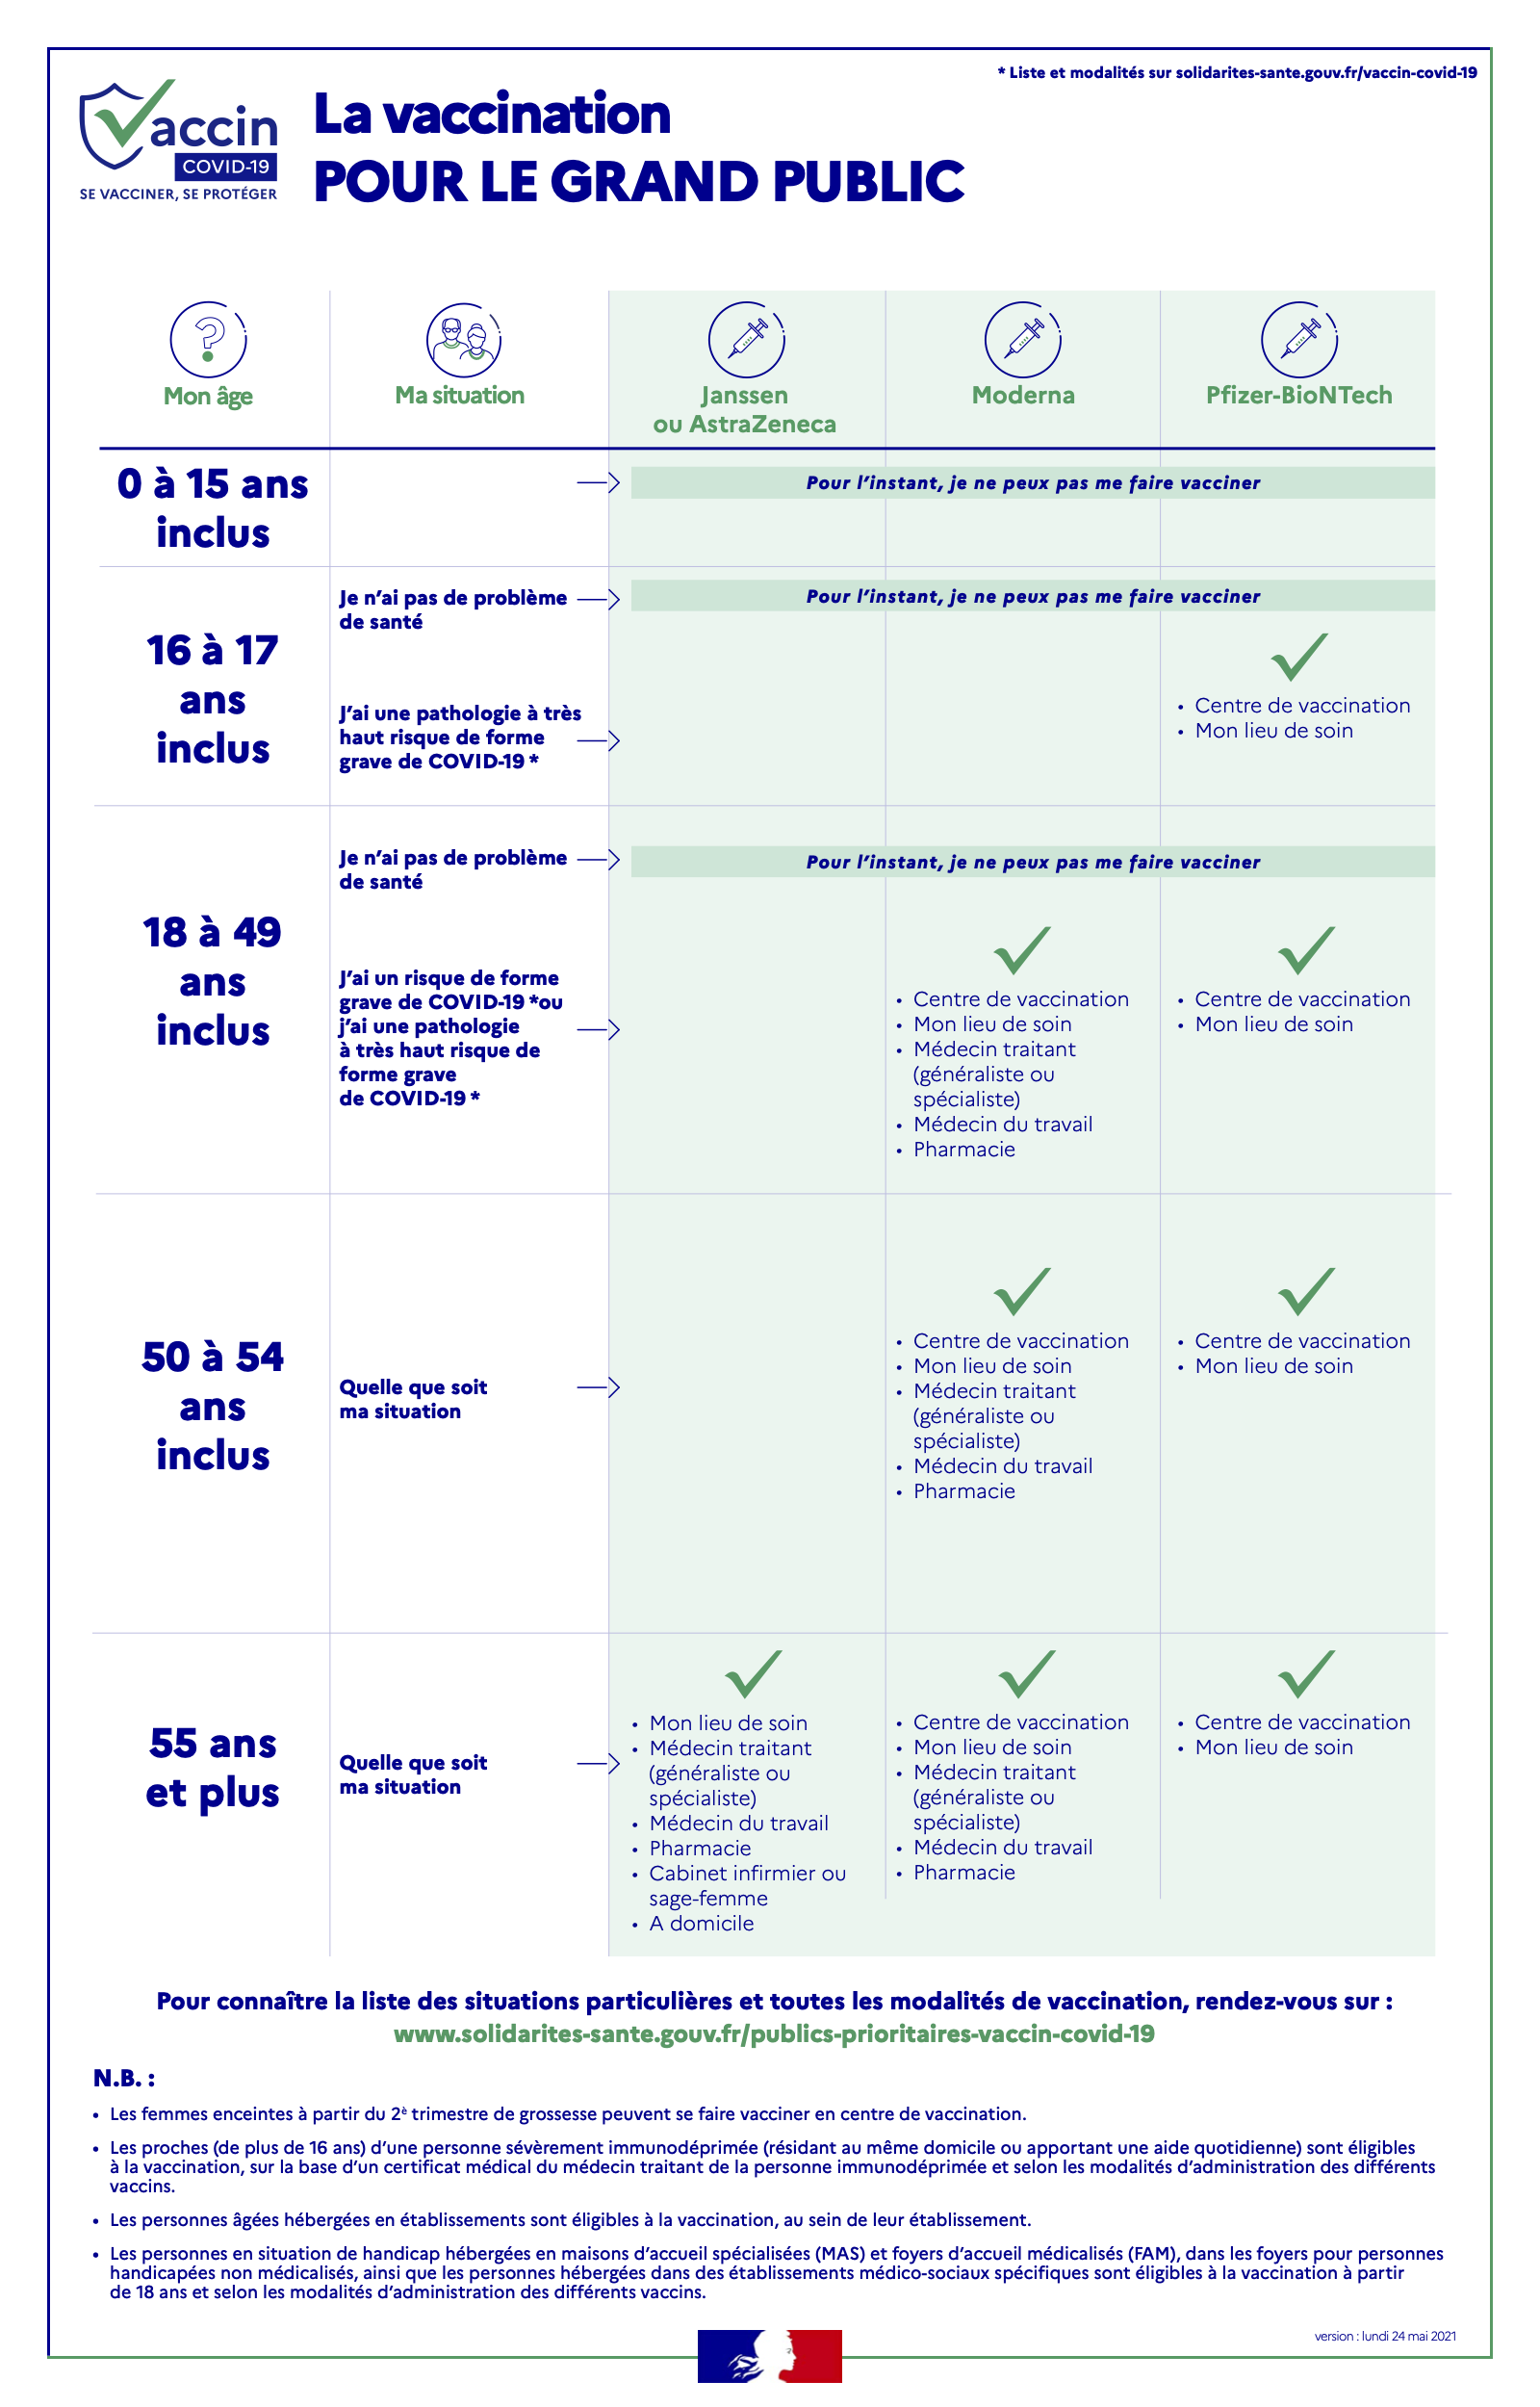 * Liste et modalités sur solidarites-sante.gouv.fr/vaccin-covid-19
Vaccin
COVID-19
SE VACCINER, SE PROTÉGER
La vaccination
POUR LE GRAND PUBLIC
Mon âge
Ma situation
Janssen
ou AstraZeneca
Moderna
Pfizer-BioNTech
0 à 15 ans
inclus
Pour l'instant, je ne peux pas me faire vacciner
16 à 17
ans
inclus
Je n'ai pas de problème
de santé
Pour l'instant, je ne peux pas me faire vacciner
J'ai une pathologie à très
haut risque de forme
grave de COVID-19 *
• Centre de vaccination
• Mon lieu de soin
18 à 49
ans
inclus
Je n'ai pas de problème
de santé
Pour l'instant, je ne peux pas me faire vacciner
J'ai un risque de forme
grave de COVID-19 *ou
j'ai une pathologie
à très haut risque de
forme grave
de COVID-19 *
• Centre de vaccination
• Mon lieu de soin
• Médecin traitant
(généraliste ou
spécialiste)
• Médecin du travail
• Pharmacie
• Centre de vaccination
• Mon lieu de soin
50 à 54
ans
inclus
Quelle que soit
ma situation
• Centre de vaccination
• Mon lieu de soin
• Médecin traitant
(généraliste ou
spécialiste)
• Médecin du travail
• Pharmacie
• Centre de vaccination
• Mon lieu de soin
55 ans
et plus
Quelle que soit
ma situation
• Mon lieu de soin
• Médecin traitant
(généraliste ou
spécialiste)
• Médecin du travail
• Pharmacie
• Cabinet infirmier ou
sage-femme
• A domicile
• Centre de vaccination
• Mon lieu de soin
• Médecin traitant
(généraliste ou
spécialiste)
• Médecin du travail
• Pharmacie
• Centre de vaccination
• Mon lieu de soin
Pour connaître la liste des situations particulières et toutes les modalités de vaccination, rendez-vous sur :
www.solidarites-sante.gouv.fr/publics-prioritaires-vaccin-covid-19
N.B. :
• Les femmes enceintes à partir du 2è trimestre de grossesse peuvent se faire vacciner en centre de vaccination.
• Les proches (de plus de 16 ans) d'une personne sévèrement immunodéprimée (résidant au même domicile ou apportant une aide quotidienne) sont éligibles
à la vaccination, sur la base d'un certificat médical du médecin traitant de la personne immunodéprimée et selon les modalités d'administration des différents
vaccins.
• Les personnes âgées hébergées en établissements sont éligibles à la vaccination, au sein de leur établissement.
• Les personnes en situation de handicap hébergées en maisons d'accueil spécialisées (MAS) et foyers d'accueil médicalisés (FAM), dans les foyers pour personnes
handicapées non médicalisés, ainsi que les personnes hébergées dans des établissements médico-sociaux spécifiques sont éligibles à la vaccination à partir
de 18 ans et selon les modalités d'administration des différents vaccins.
version : lundi 24 mai 2021